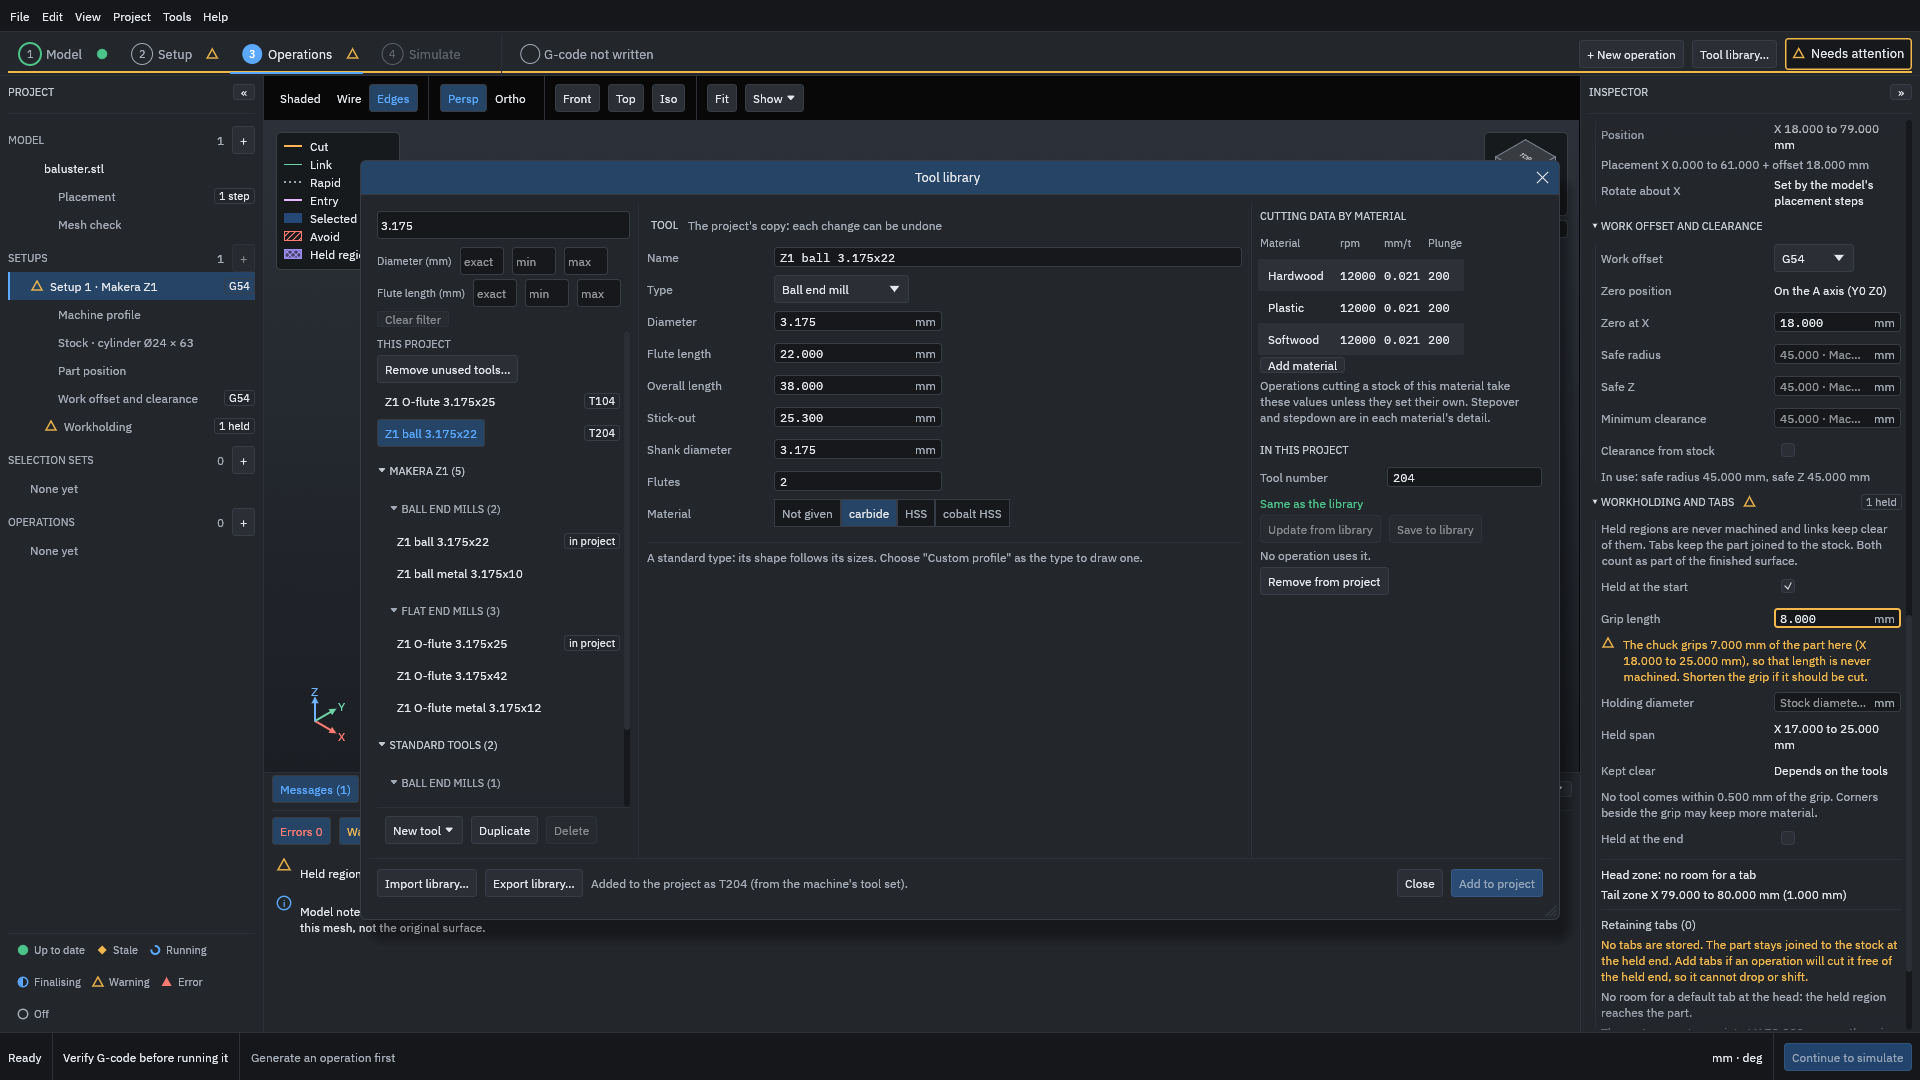 File Edit View Project Tools Help
1 Model 2 Setup 3 Operations 4 Simulate G-code not written + New operation Tool library... Needs attention
PROJECT «
MODEL 1 +
baluster.stl
Placement 1 step
Mesh check
SETUPS 1 +
Setup 1 · Makera Z1 G54
Machine profile
Stock · cylinder Ø24 × 63
Part position
Work offset and clearance G54
Workholding 1 held
SELECTION SETS 0 +
None yet
OPERATIONS 0 +
None yet
Up to date Stale Running
Finalising Warning Error
Off
Shaded Wire Edges Persp Ortho Front Top Iso Fit Show
Cut
Link
Rapid
Entry
Selected
Avoid
Held regi
Z
Y
X
Messages (1)
Errors 0 Wa
Held region
Model note
this mesh, not the original surface.
Tool library
3.175
Diameter (mm) exact min max
Flute length (mm) exact min max
Clear filter
THIS PROJECT
Remove unused tools...
Z1 O-flute 3.175x25 T104
Z1 ball 3.175x22 T204
MAKERA Z1 (5)
BALL END MILLS (2)
Z1 ball 3.175x22 in project
Z1 ball metal 3.175x10
FLAT END MILLS (3)
Z1 O-flute 3.175x25 in project
Z1 O-flute 3.175x42
Z1 O-flute metal 3.175x12
STANDARD TOOLS (2)
BALL END MILLS (1)
New tool Duplicate Delete
TOOL The project's copy: each change can be undone
Name Z1 ball 3.175x22
Type Ball end mill
Diameter 3.175 mm
Flute length 22.000 mm
Overall length 38.000 mm
Stick-out 25.300 mm
Shank diameter 3.175 mm
Flutes 2
Material Not given carbide HSS cobalt HSS
A standard type: its shape follows its sizes. Choose "Custom profile" as the type to draw one.
CUTTING DATA BY MATERIAL
Material rpm mm/t Plunge
Hardwood 12000 0.021 200
Plastic 12000 0.021 200
Softwood 12000 0.021 200
Add material
Operations cutting a stock of this material take
these values unless they set their own. Stepover
and stepdown are in each material's detail.
IN THIS PROJECT
Tool number 204
Same as the library
Update from library Save to library
No operation uses it.
Remove from project
Import library... Export library... Added to the project as T204 (from the machine's tool set). Close Add to project
INSPECTOR »
Position X 18.000 to 79.000
mm
Placement X 0.000 to 61.000 + offset 18.000 mm
Rotate about X Set by the model's
placement steps
WORK OFFSET AND CLEARANCE
Work offset G54
Zero position On the A axis (Y0 Z0)
Zero at X 18.000 mm
Safe radius 45.000 · Mac... mm
Safe Z 45.000 · Mac... mm
Minimum clearance 45.000 · Mac... mm
Clearance from stock
In use: safe radius 45.000 mm, safe Z 45.000 mm
WORKHOLDING AND TABS 1 held
Held regions are never machined and links keep clear
of them. Tabs keep the part joined to the stock. Both
count as part of the finished surface.
Held at the start
Grip length 8.000 mm
The chuck grips 7.000 mm of the part here (X
18.000 to 25.000 mm), so that length is never
machined. Shorten the grip if it should be cut.
Holding diameter Stock diamete... mm
Held span X 17.000 to 25.000
mm
Kept clear Depends on the tools
No tool comes within 0.500 mm of the grip. Corners
beside the grip may keep more material.
Held at the end
Head zone: no room for a tab
Tail zone X 79.000 to 80.000 mm (1.000 mm)
Retaining tabs (0)
No tabs are stored. The part stays joined to the stock at
the held end. Add tabs if an operation will cut it free of
the held end, so it cannot drop or shift.
No room for a default tab at the head: the held region
reaches the part.
Ready Verify G-code before running it Generate an operation first mm · deg Continue to simulate